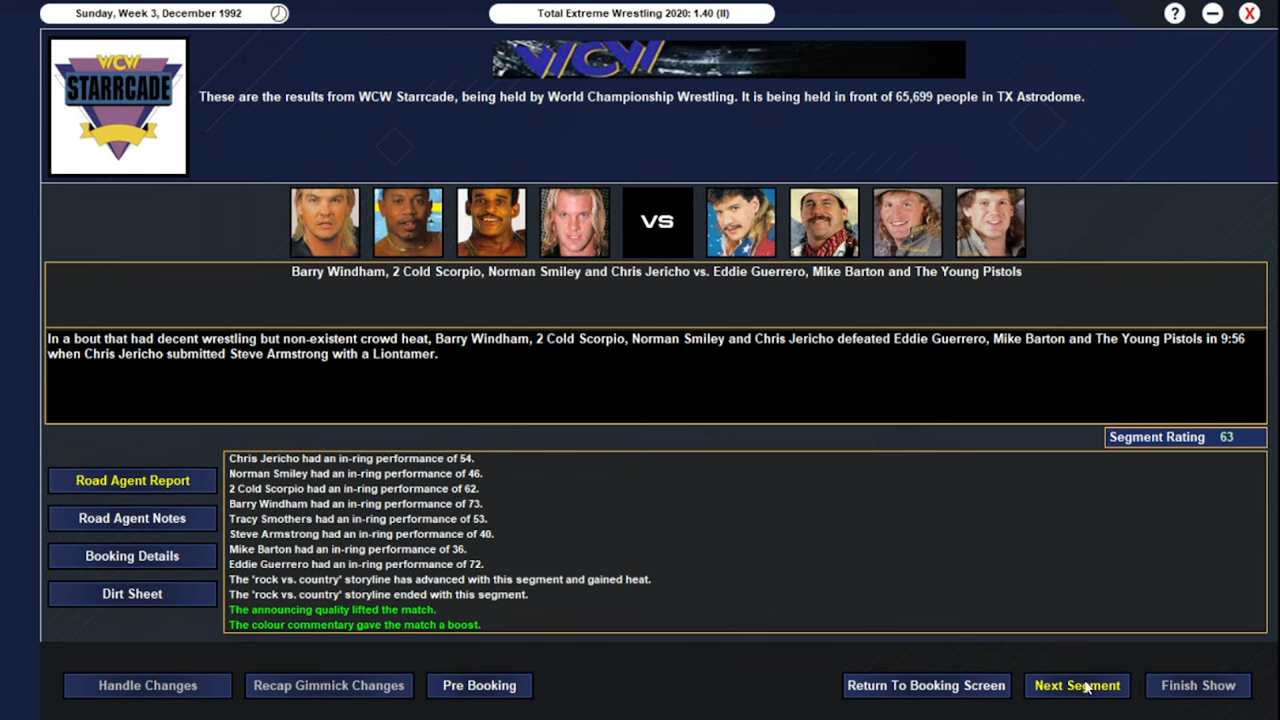 Sunday, Week 3, December 1992
Total Extreme Wrestling 2020: 1.40 (II)
?
X
WCW
STARRCADE
WCW
These are the results from WCW Starrcade, being held by World Championship Wrestling. It is being held in front of 65,699 people in TX Astrodome.
VS
Barry Windham, 2 Cold Scorpio, Norman Smiley and Chris Jericho vs. Eddie Guerrero, Mike Barton and The Young Pistols
In a bout that had decent wrestling but non-existent crowd heat, Barry Windham, 2 Cold Scorpio, Norman Smiley and Chris Jericho defeated Eddie Guerrero, Mike Barton and The Young Pistols in 9:56
when Chris Jericho submitted Steve Armstrong with a Liontamer.
Segment Rating 63
Road Agent Report
Road Agent Notes
Booking Details
Dirt Sheet
Chris Jericho had an in-ring performance of 54.
Norman Smiley had an in-ring performance of 46.
2 Cold Scorpio had an in-ring performance of 62.
Barry Windham had an in-ring performance of 73.
Tracy Smothers had an in-ring performance of 53.
Steve Armstrong had an in-ring performance of 40.
Mike Barton had an in-ring performance of 36.
Eddie Guerrero had an in-ring performance of 72.
The 'rock vs. country' storyline has advanced with this segment and gained heat.
The 'rock vs. country' storyline ended with this segment.
The announcing quality lifted the match.
The colour commentary gave the match a boost.
Handle Changes
Recap Gimmick Changes
Pre Booking
Return To Booking Screen
Next Segment
Finish Show